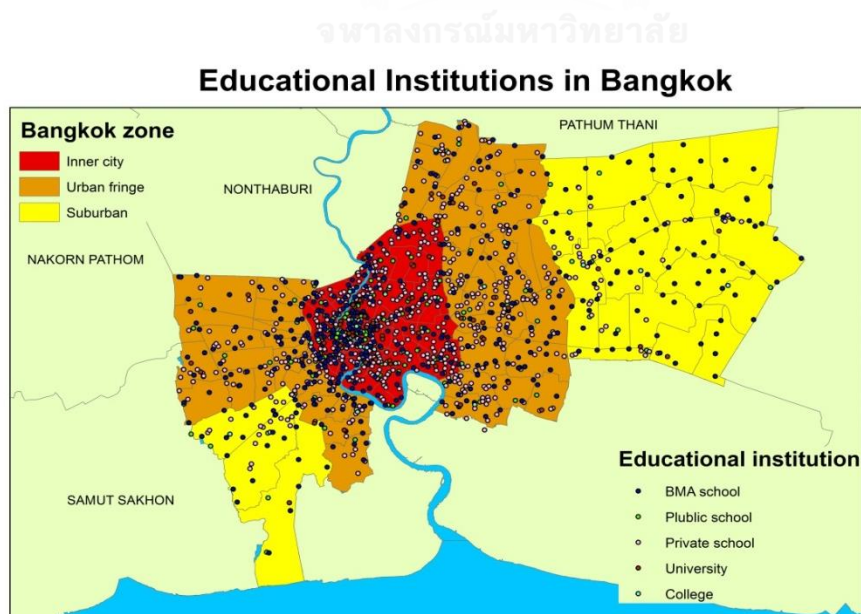 จุฬาลงกรณ์มหาวิทยาลัย
Educational Institutions in Bangkok
Bangkok zone
Inner city
Urban fringe
Suburban
PATHUM THANI
NONTHABURI
NAKORN PATHOM
SAMUT SAKHON
Educational institution
BMA school
Plublic school
Private school
University
College